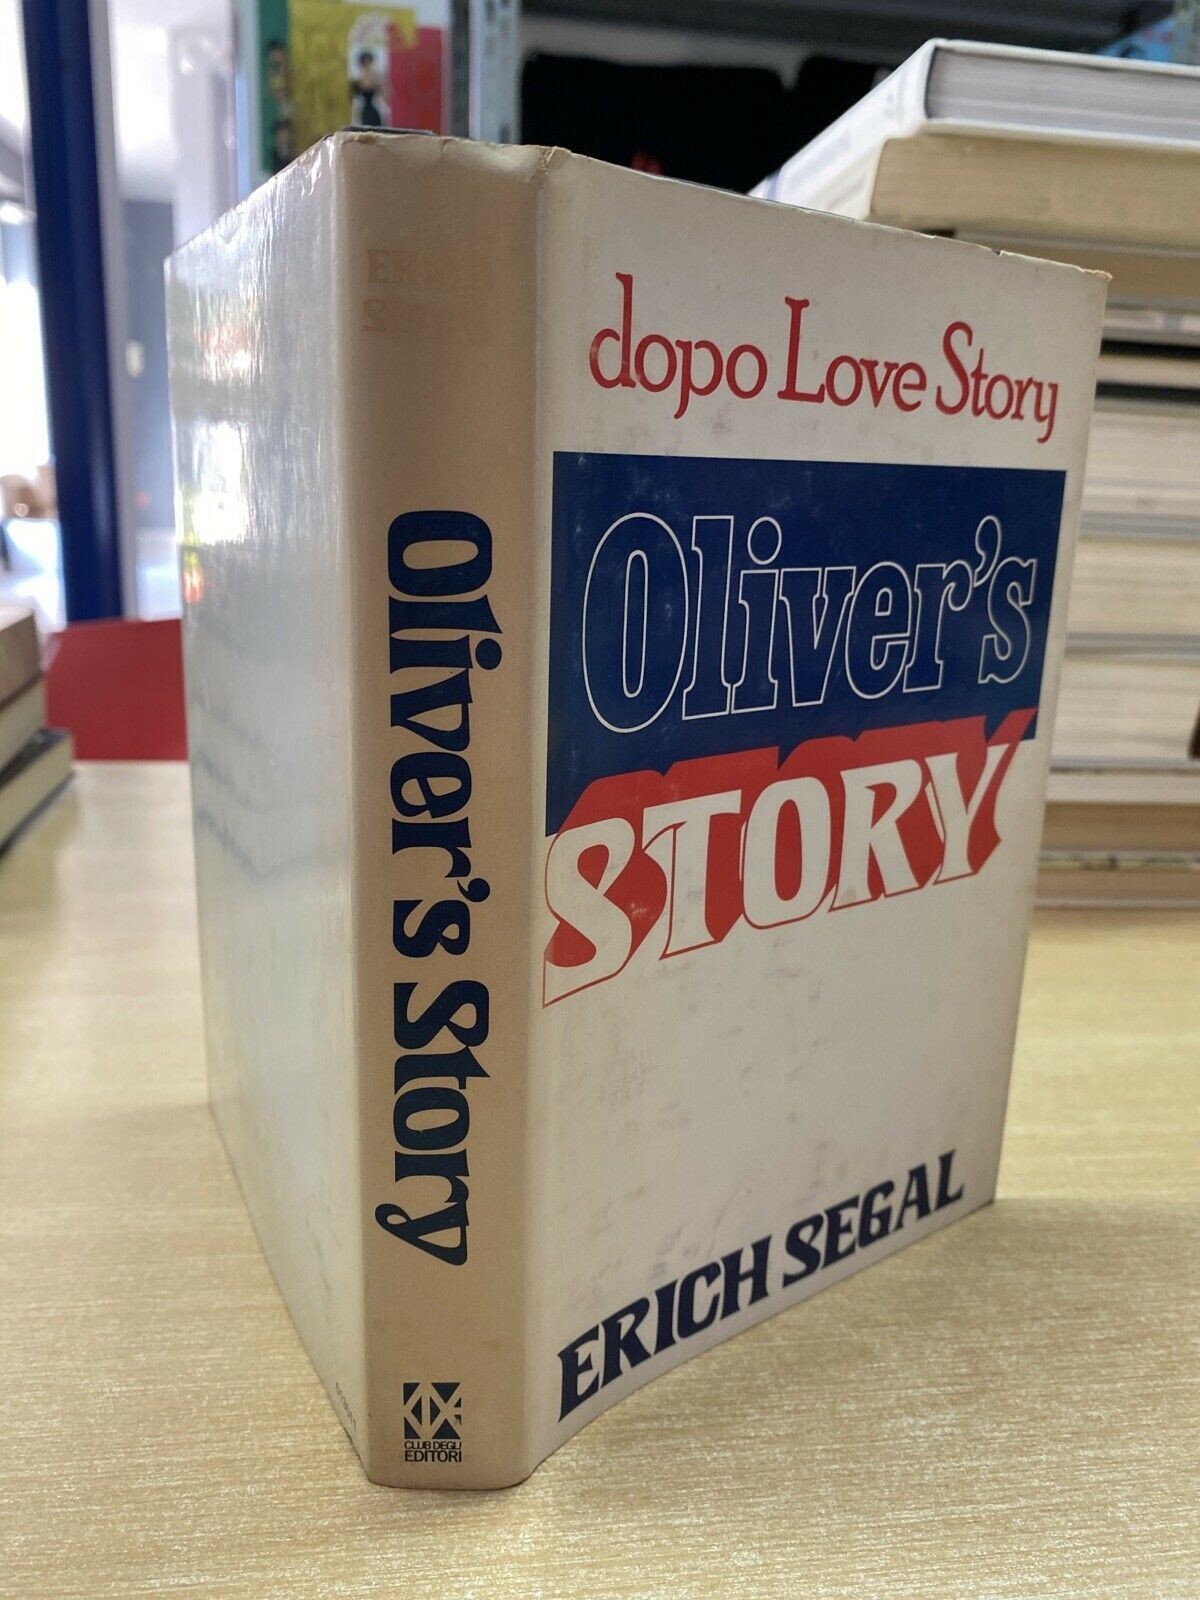 dopo Love Story
Oliver's
STORY
ERICH SEGAL
Oliver's Story
CLUB DEGLI
EDITORI